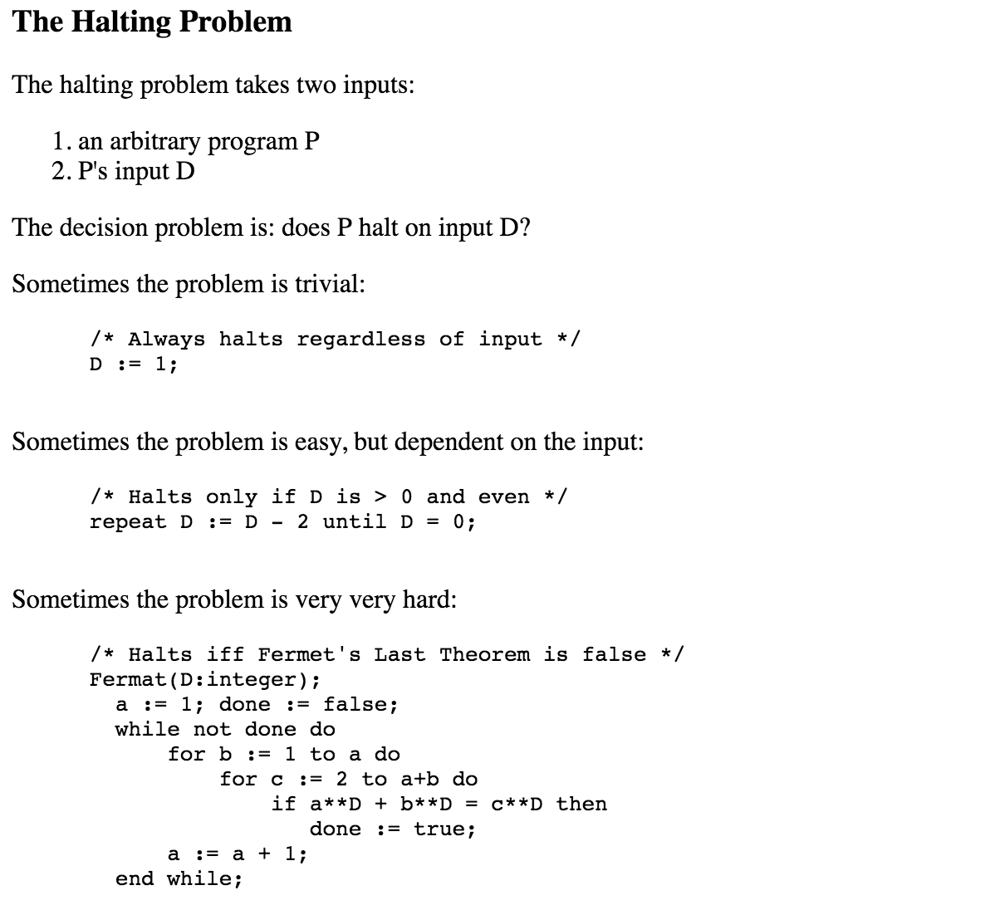 The Halting Problem
The halting problem takes two inputs:
1. an arbitrary program P
2. P's input D
The decision problem is: does P halt on input D?
Sometimes the problem is trivial:
/* Always halts regardless of input */
D := 1;
Sometimes the problem is easy, but dependent on the input:
/* Halts only if D is > 0 and even */
repeat D := D - 2 until D = 0;
Sometimes the problem is very very hard:
/* Halts iff Fermet's Last Theorem is false */
Fermat(D:integer);
  a := 1; done := false;
  while not done do
      for b := 1 to a do
          for c := 2 to a+b do
              if a**D + b**D = c**D then
                 done := true;
      a := a + 1;
  end while;